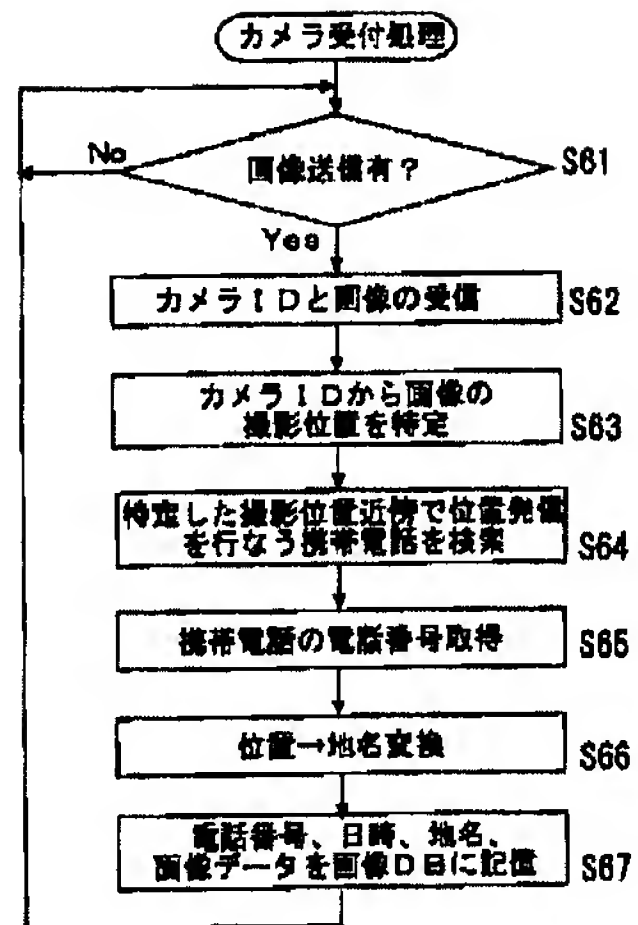 カメラ受付処理
No
画像送信有？
S61
Yes
カメラIDと画像の受信
S62
カメラIDから画像の
撮影位置を特定
S63
特定した撮影位置近傍で位置発信
を行なう携帯電話を検索
S64
携帯電話の電話番号取得
S65
位置→地名変換
S66
電話番号、日時、地名、
画像データを画像DBに記憶
S67